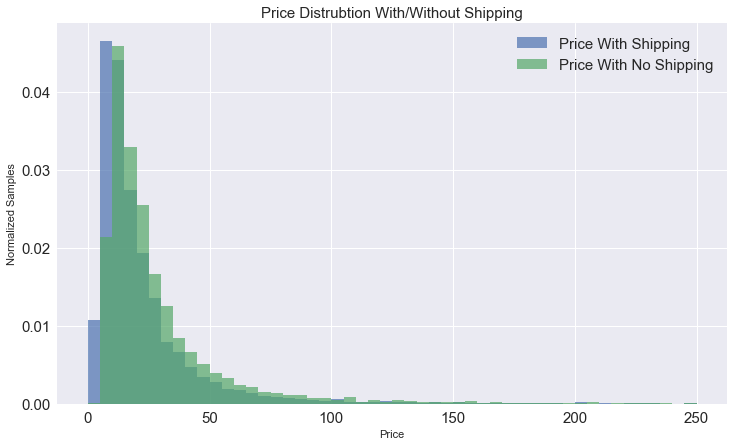 Price Distrubtion With/Without Shipping
Price With Shipping
Price With No Shipping
Normalized Samples
0.04
0.03
0.02
0.01
0.00
0 50 100 150 200 250
Price